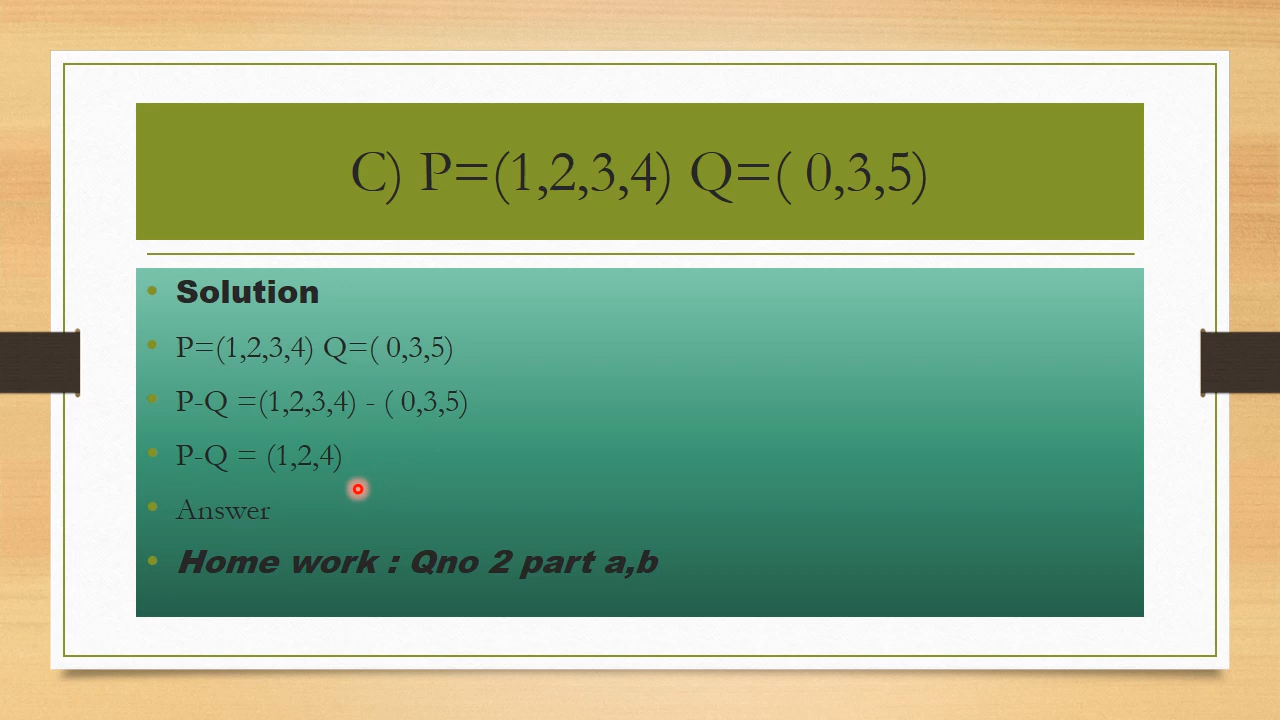 C) P=(1,2,3,4) Q=( 0,3,5)
Solution
P=(1,2,3,4) Q=( 0,3,5)
P-Q =(1,2,3,4) - ( 0,3,5)
P-Q = (1,2,4)
Answer
Home work : Qno 2 part a,b